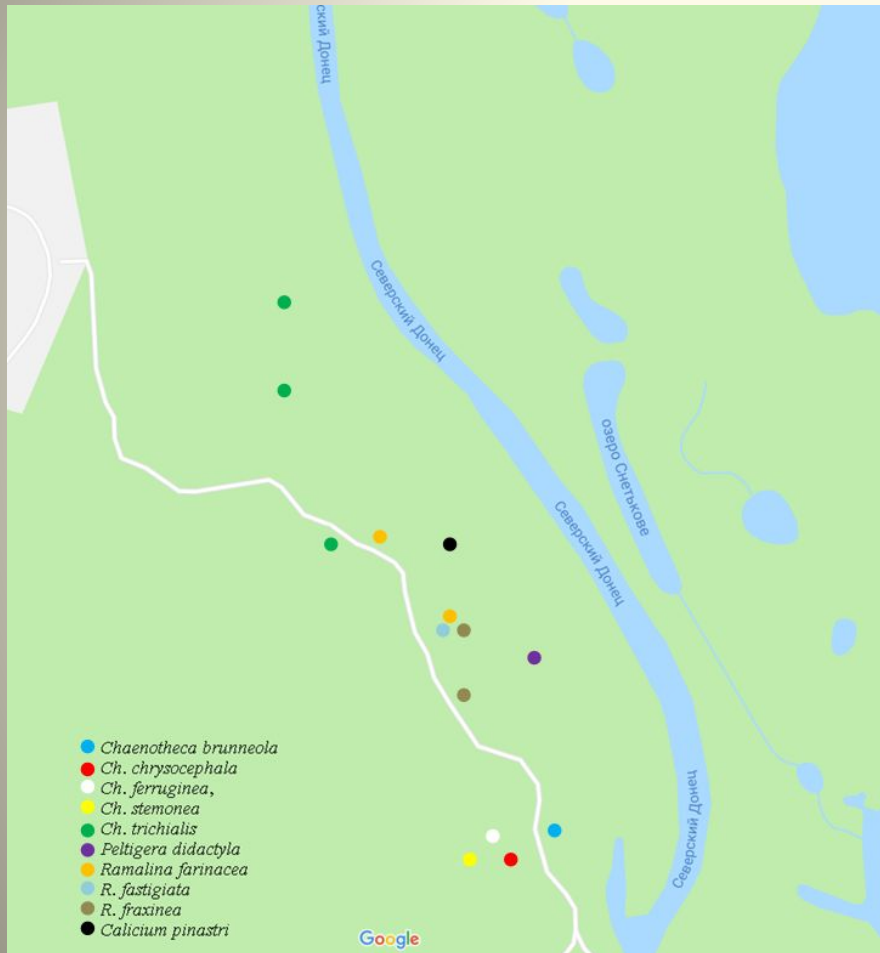 ский Донец
Северский Донец
озеро Снетькове
Северский Донец
Северский Донец
Chaenotheca brunneola
Ch. chrysocephala
Ch. ferruginea,
Ch. stemonea
Ch. trichialis
Peltigera didactyla
Ramalina farinacea
R. fastigiata
R. fraxinea
Calicium pinastri
Google